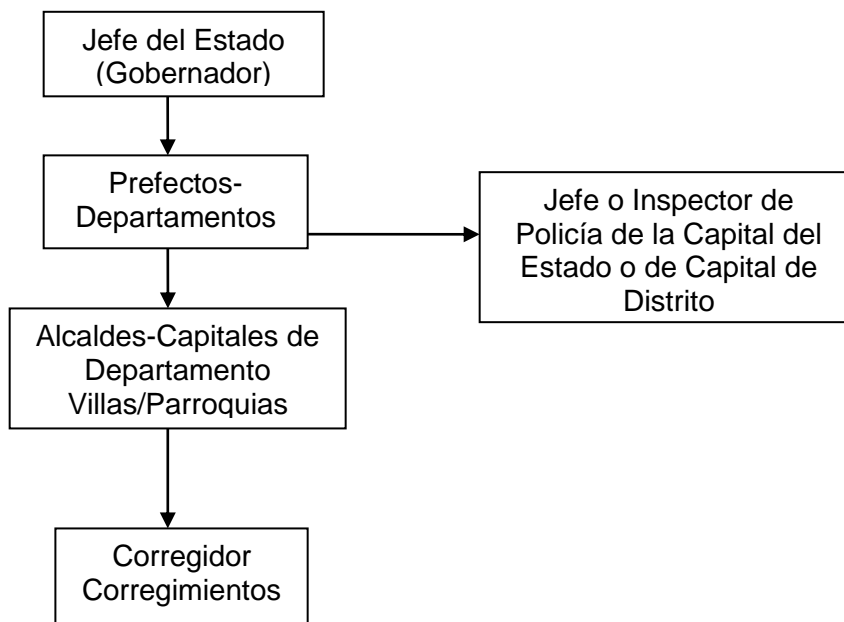 Jefe del Estado
(Gobernador)
Prefectos-
Departamentos
Jefe o Inspector de
Policía de la Capital del
Estado o de Capital de
Distrito
Alcaldes-Capitales de
Departamento
Villas/Parroquias
Corregidor
Corregimientos